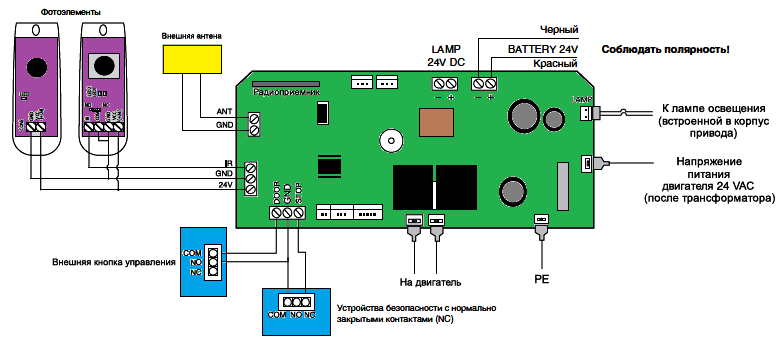 Фотоэлементы
Внешняя антена
Черный
LAMP
24V DC
BATTERY 24V
Красный
Соблюдать полярность!
Радиоприемник
− +
− +
LAMP
ANT
GND
К лампе освещения
(встроенной в корпус
привода)
IR
GND
24V
Напряжение
питания
двигателя 24 VAC
(после трансформатора)
DOOR
GND
STOP
COM
NO
NC
Внешняя кнопка управления
На двигатель
PE
COM NO NC
Устройства безопасности с нормально
закрытыми контактами (NC)